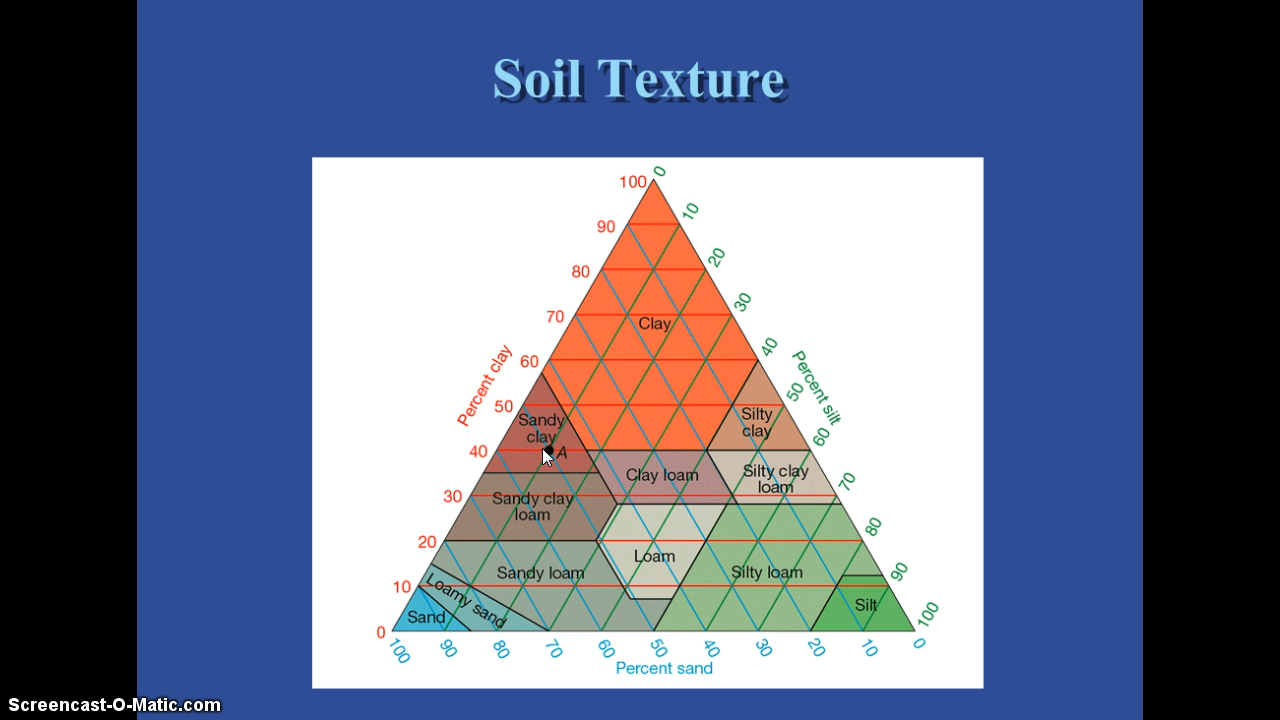 Soil Texture
100
0
90
10
80
20
70
30
Clay
60
40
Percent clay
Percent silt
50
50
Sandy
clay
Silty
clay
60
40
A
Clay loam
Silty clay
loam
70
30
Sandy clay
loam
80
20
Loam
Sandy loam
Silty loam
90
10
Loamy sand
Silt
Sand
100
0
100
90
80
70
60
50
40
30
20
10
0
Percent sand
Screencast-O-Matic.com